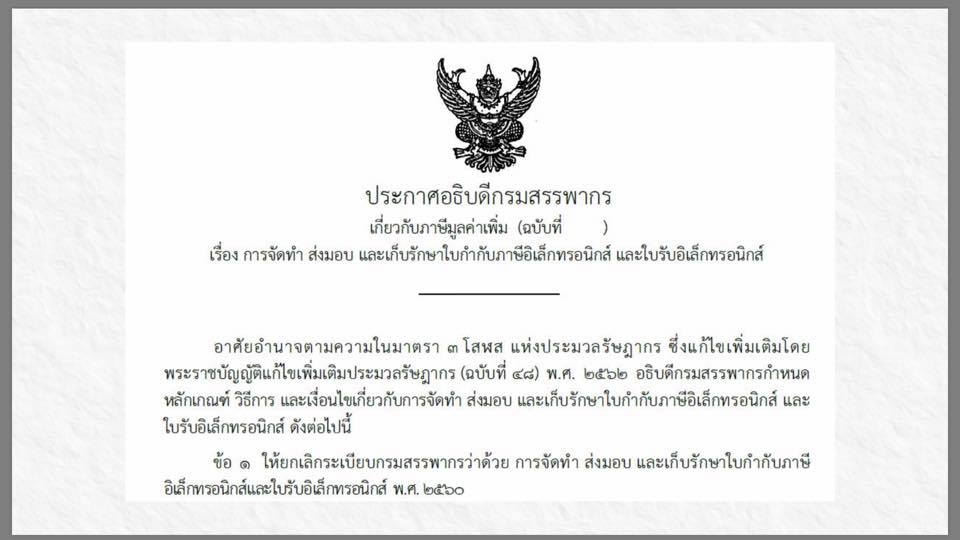 ประกาศอธิบดีกรมสรรพากร
เกี่ยวกับภาษีมูลค่าเพิ่ม (ฉบับที่ )
เรื่อง การจัดทำ ส่งมอบ และเก็บรักษาใบกำกับภาษีอิเล็กทรอนิกส์ และใบรับอิเล็กทรอนิกส์
อาศัยอำนาจตามความในมาตรา ๓ โสฬส แห่งประมวลรัษฎากร ซึ่งแก้ไขเพิ่มเติมโดย
พระราชบัญญัติแก้ไขเพิ่มเติมประมวลรัษฎากร (ฉบับที่ ๔๘) พ.ศ. ๒๕๖๒ อธิบดีกรมสรรพากรกำหนด
หลักเกณฑ์ วิธีการ และเงื่อนไขเกี่ยวกับการจัดทำ ส่งมอบ และเก็บรักษาใบกำกับภาษีอิเล็กทรอนิกส์ และ
ใบรับอิเล็กทรอนิกส์ ดังต่อไปนี้
ข้อ ๑ ให้ยกเลิกระเบียบกรมสรรพากรว่าด้วย การจัดทำ ส่งมอบ และเก็บรักษาใบกำกับภาษี
อิเล็กทรอนิกส์และใบรับอิเล็กทรอนิกส์ พ.ศ. ๒๕๖๐